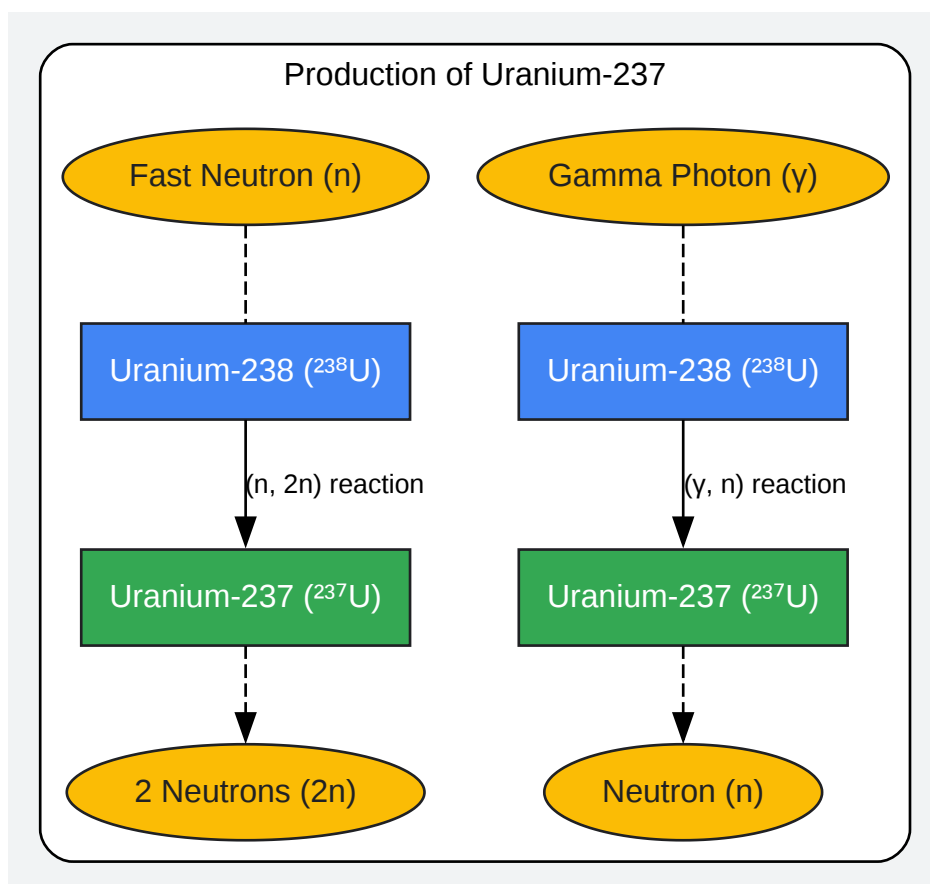 Production of Uranium-237
Fast Neutron (n)
Gamma Photon (γ)
Uranium-238 (²³⁸U)
Uranium-238 (²³⁸U)
(n, 2n) reaction
(γ, n) reaction
Uranium-237 (²³⁷U)
Uranium-237 (²³⁷U)
2 Neutrons (2n)
Neutron (n)